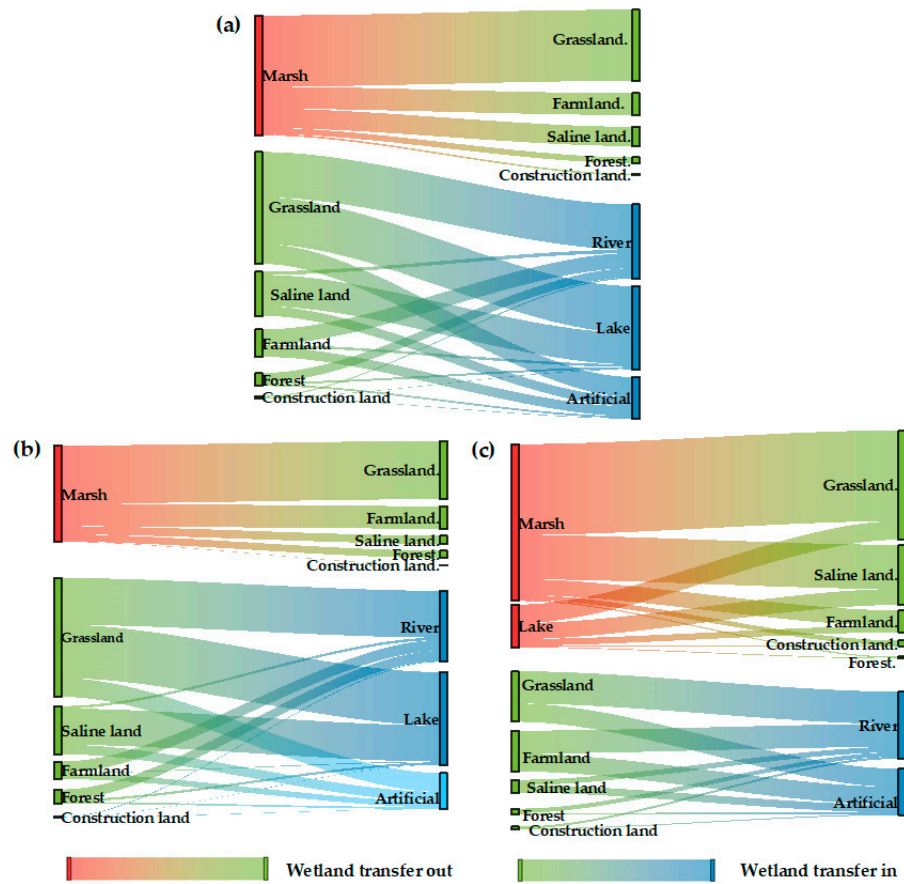 (a)
Marsh
Grassland.
Farmland.
Saline land.
Forest.
Construction land.
Grassland
Saline land
Farmland
Forest
Construction land
River
Lake
Artificial
(b)
Marsh
Grassland.
Farmland.
Saline land.
Forest.
Construction land.
Grassland
Saline land
Farmland
Forest
Construction land
River
Lake
Artificial
(c)
Marsh
Lake
Grassland.
Saline land.
Farmland.
Construction land.
Forest.
Grassland
Farmland
Saline land
Forest
Construction land
River
Artificial
Wetland transfer out
Wetland transfer in